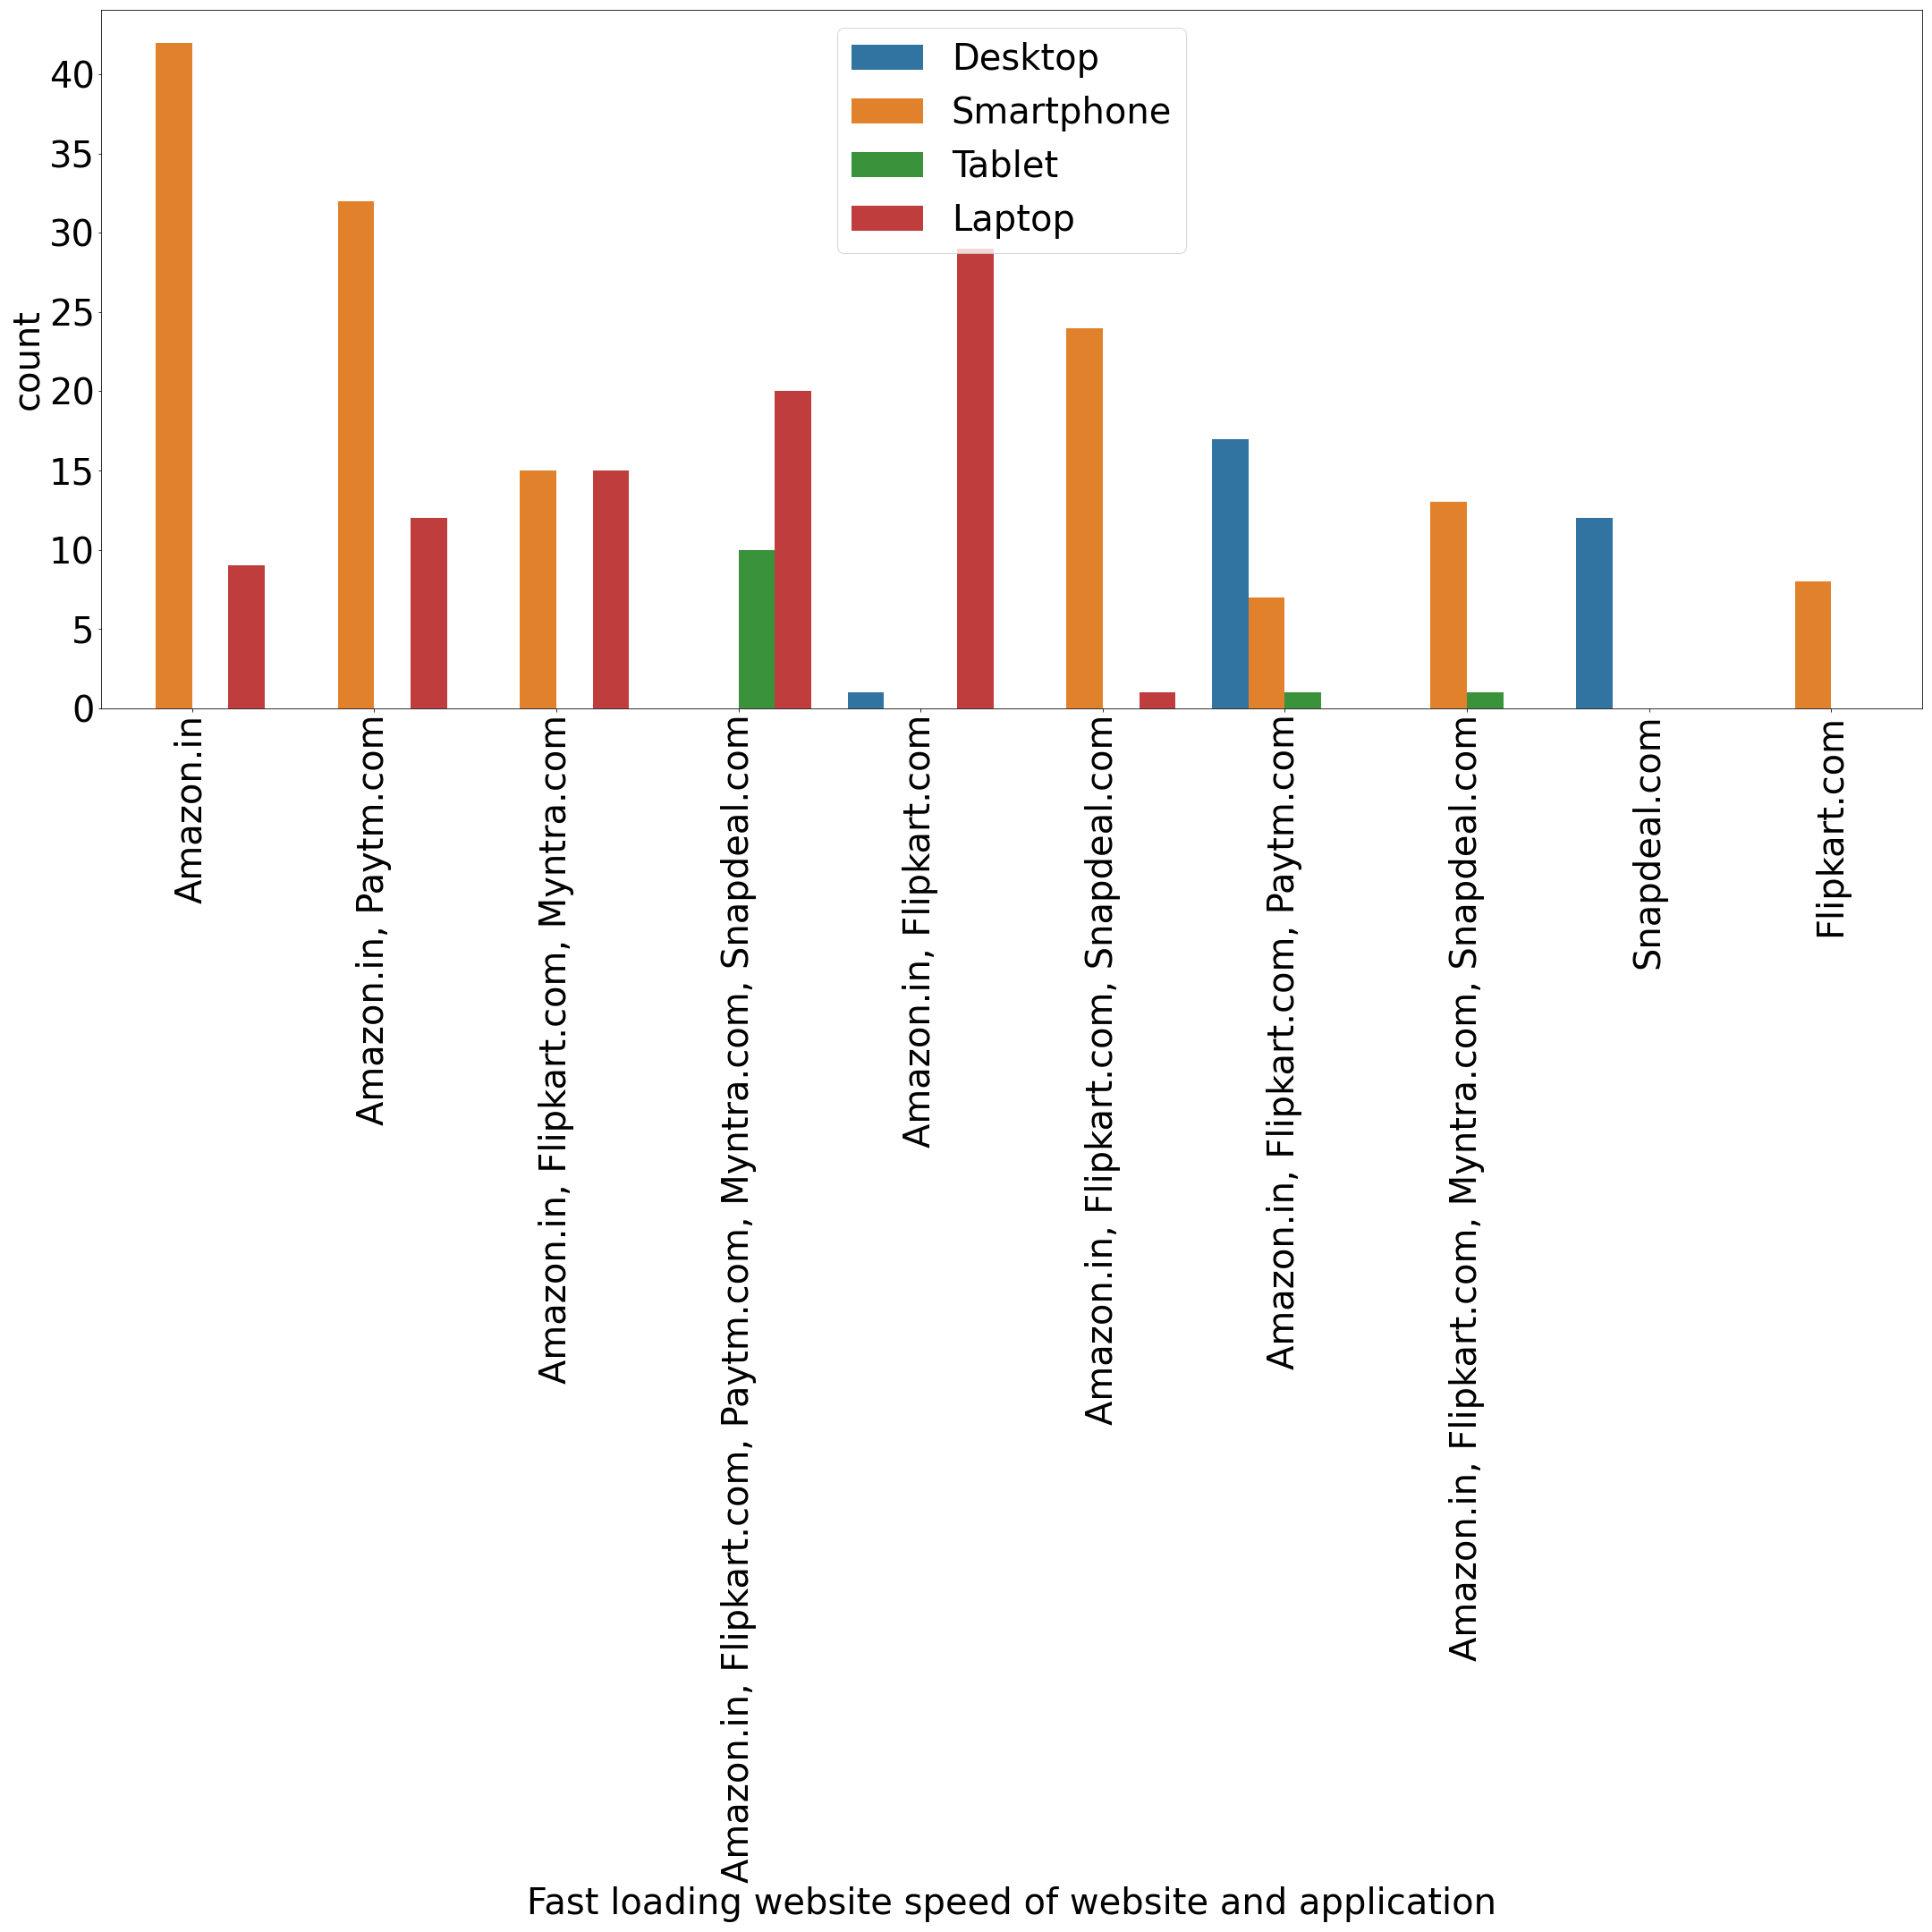 Desktop
Smartphone
Tablet
Laptop
count
40
35
30
25
20
15
10
5
0
Amazon.in
Amazon.in, Paytm.com
Amazon.in, Flipkart.com, Myntra.com
Amazon.in, Flipkart.com, Paytm.com, Myntra.com, Snapdeal.com
Amazon.in, Flipkart.com
Amazon.in, Flipkart.com, Snapdeal.com
Amazon.in, Flipkart.com, Paytm.com
Amazon.in, Flipkart.com, Myntra.com, Snapdeal.com
Snapdeal.com
Flipkart.com
Fast loading website speed of website and application